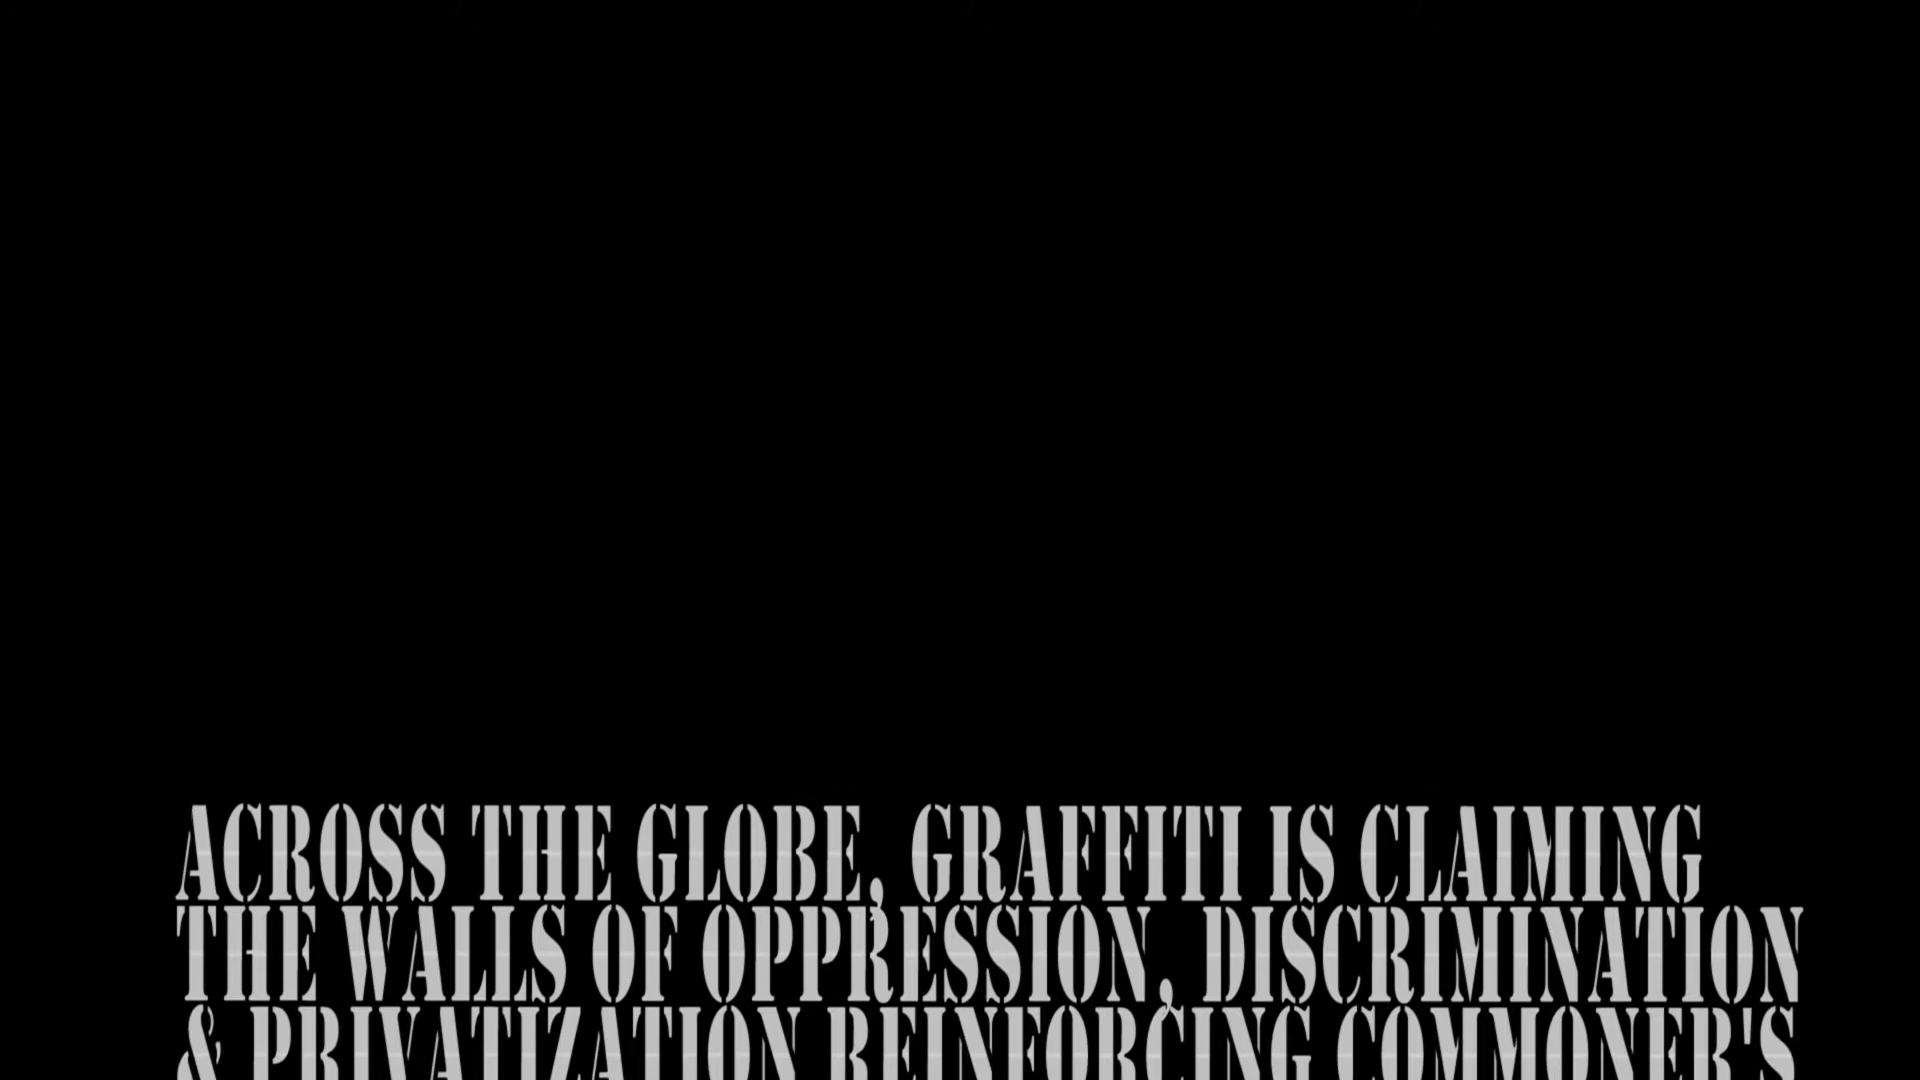 ACROSS THE GLOBE, GRAFFITI IS CLAIMING
THE WALLS OF OPPRESSION, DISCRIMINATION
& PRIVATIZATION REINFORCING COMMONER'S